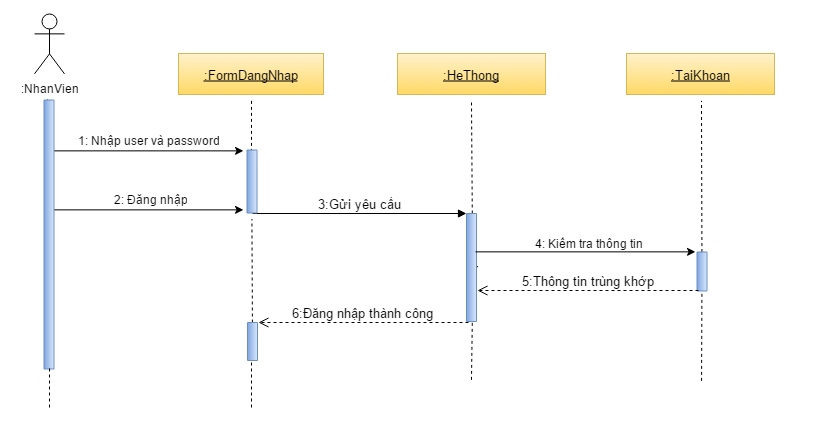 :FormDangNhap
:HeThong
:TaiKhoan
:NhanVien
1: Nhập user và password
2: Đăng nhập
3:Gửi yêu cầu
4: Kiểm tra thông tin
5:Thông tin trùng khớp
6:Đăng nhập thành công